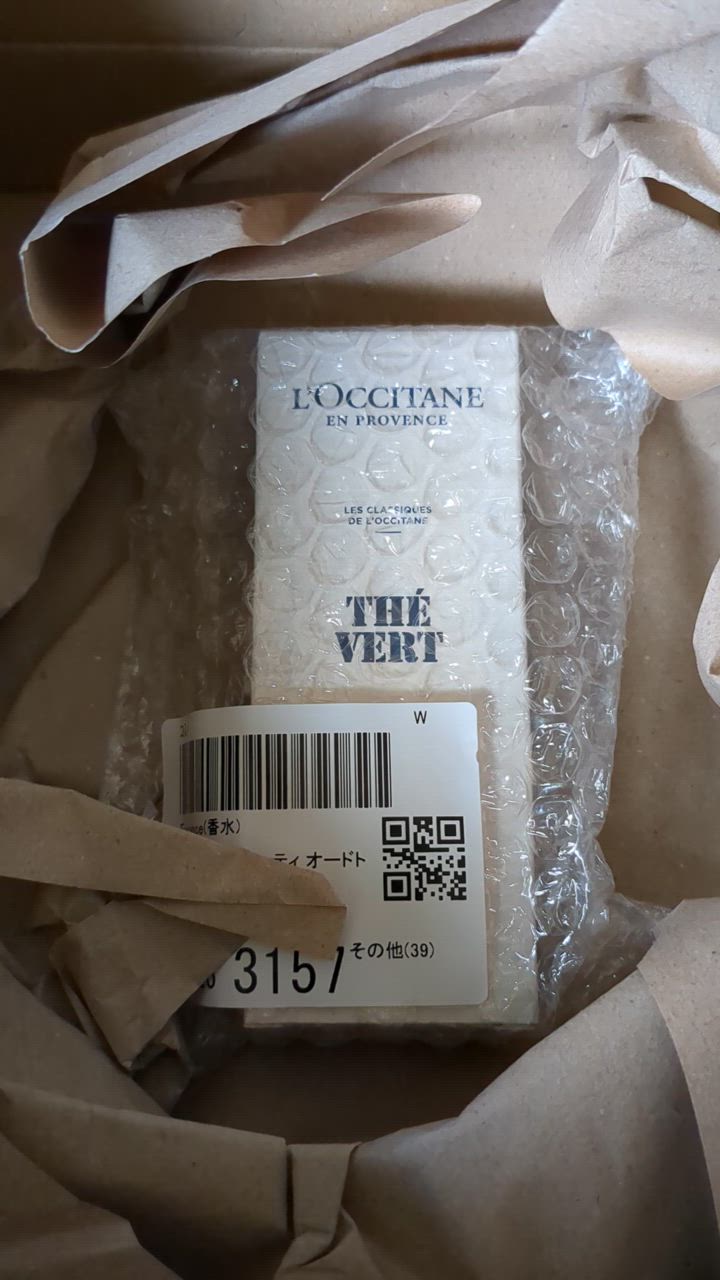 L'OCCITANE
EN PROVENCE
LES CLASSIQUES
DE L'OCCITANE
THÉ
VERT
W
(香水)
ティ オードト
その他(39)
3157